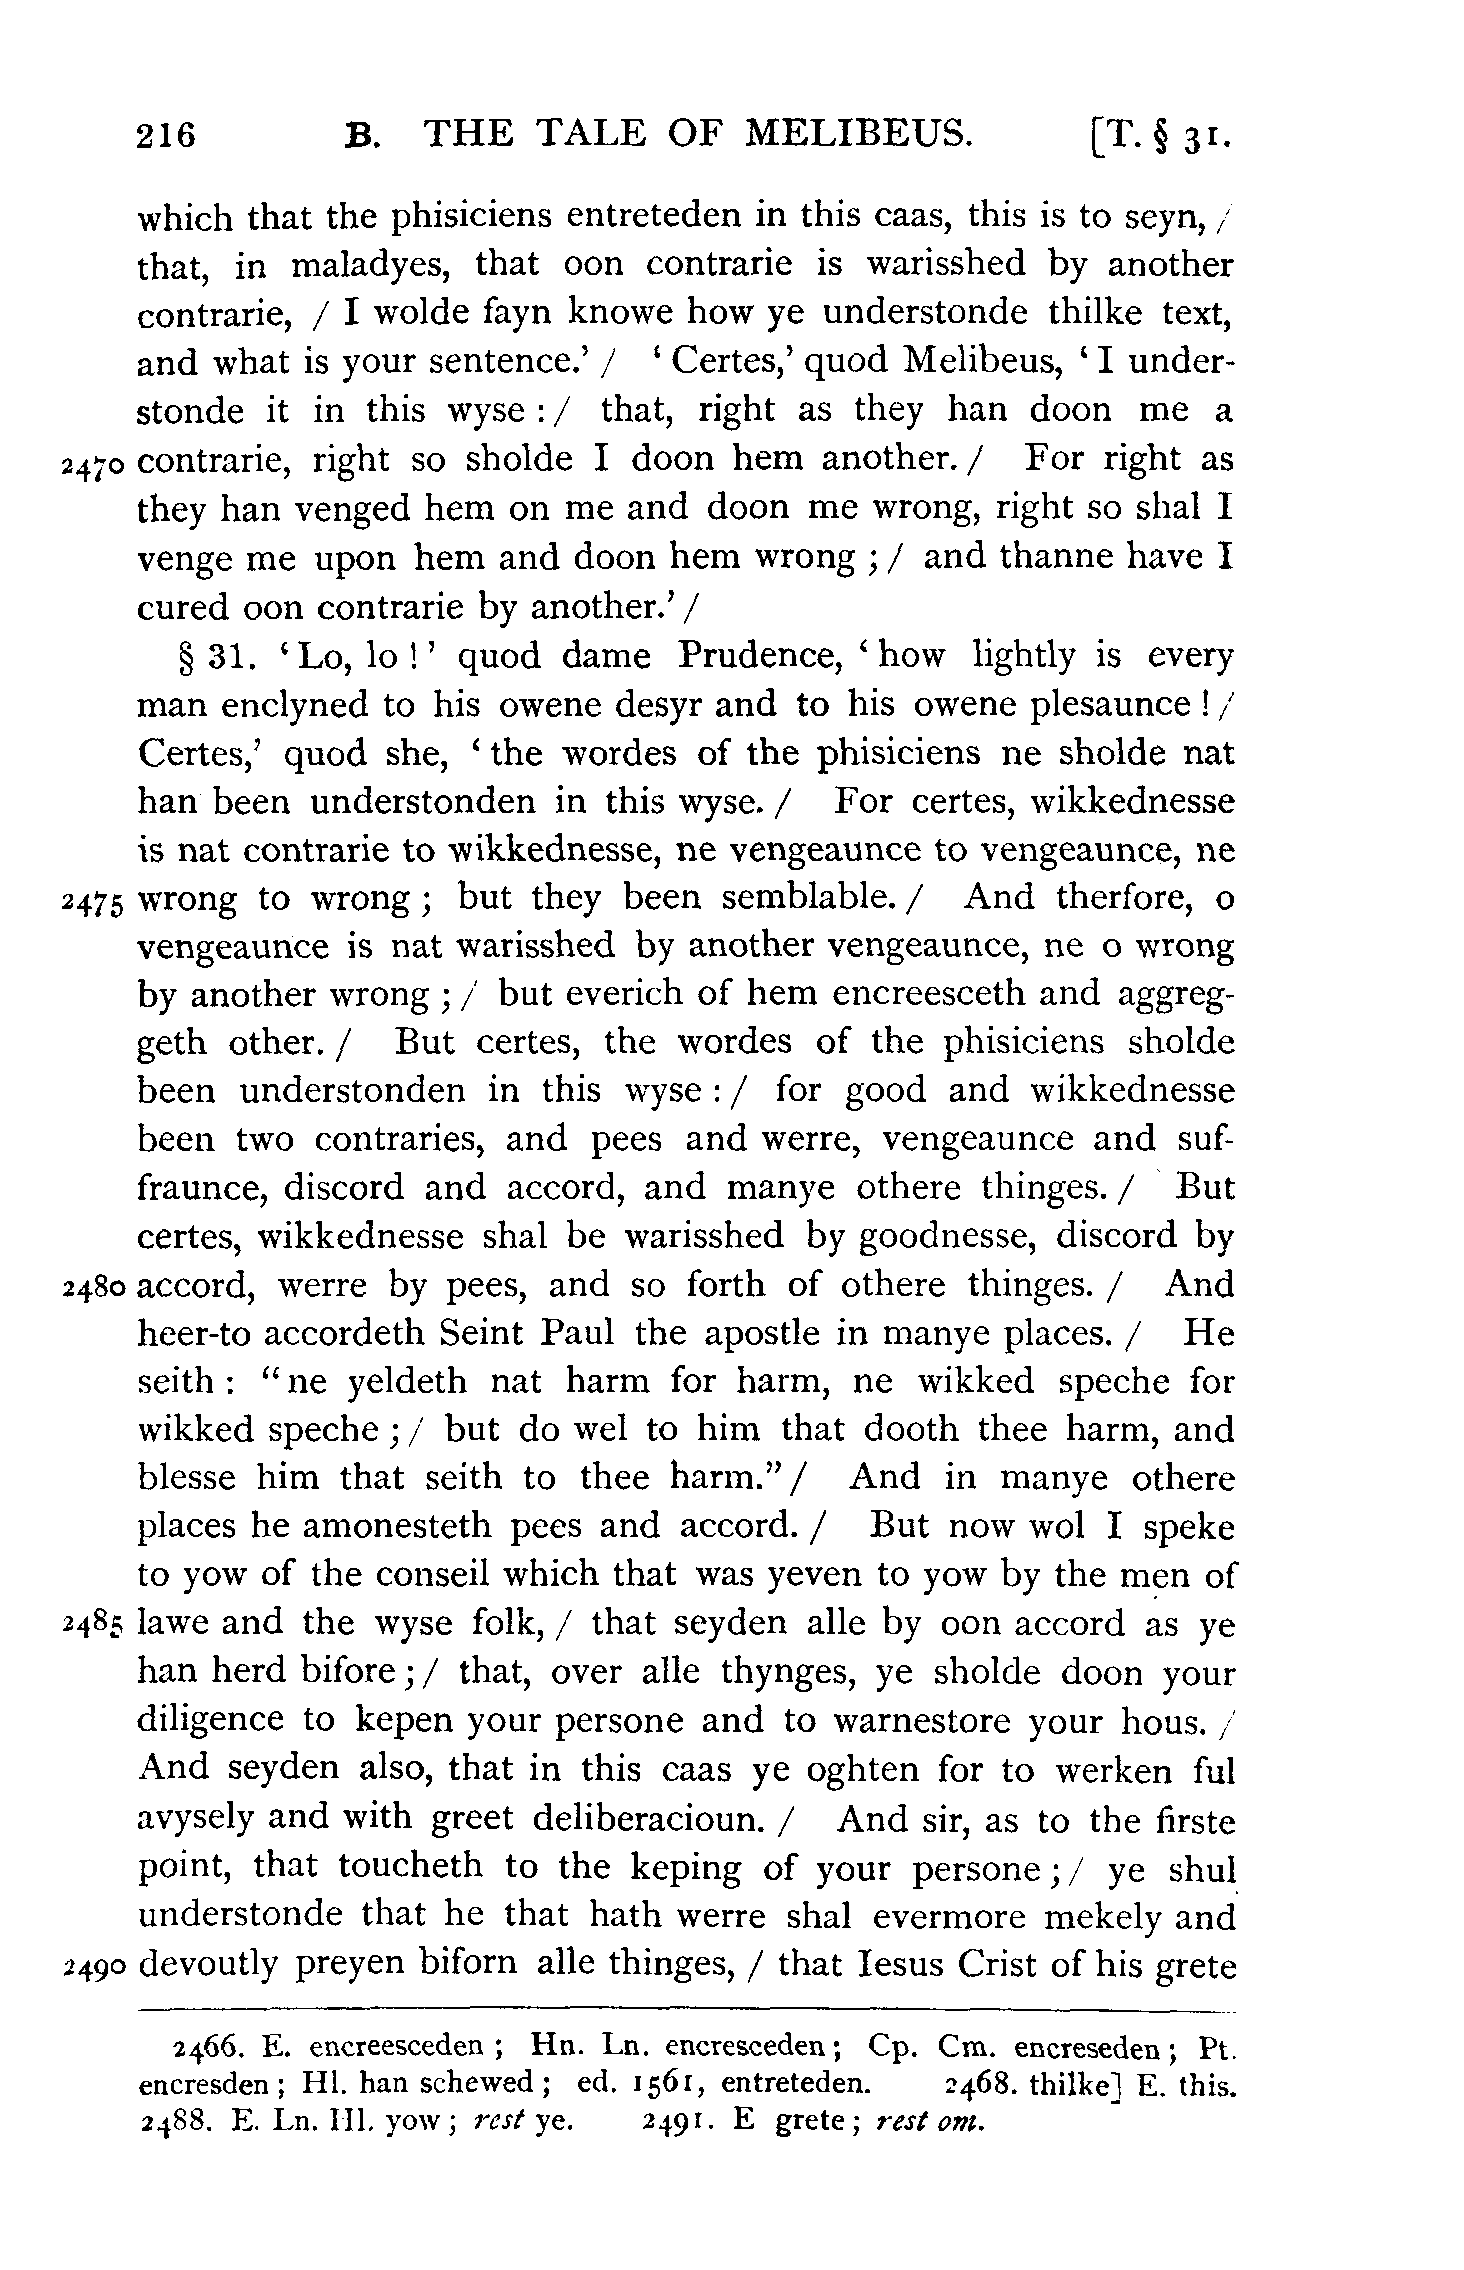 216 B. THE TALE OF MELIBEUS. [T. § 31.
which that the phisiciens entreteden in this caas, this is to seyn, /
that, in maladyes, that oon contrarie is warisshed by another
contrarie, / I wolde fayn knowe how ye understonde thilke text,
and what is your sentence.’ / ‘ Certes,’ quod Melibeus, ‘ I under-
stonde it in this wyse : / that, right as they han doon me a
2470 contrarie, right so sholde I doon hem another. / For right as
they han venged hem on me and doon me wrong, right so shal I
venge me upon hem and doon hem wrong ; / and thanne have I
cured oon contrarie by another.’ /
§ 31. ‘ Lo, lo ! ’ quod dame Prudence, ‘ how lightly is every
man enclyned to his owene desyr and to his owene plesaunce ! /
Certes,’ quod she, ‘ the wordes of the phisiciens ne sholde nat
han been understonden in this wyse. / For certes, wikkednesse
is nat contrarie to wikkednesse, ne vengeaunce to vengeaunce, ne
2475 wrong to wrong ; but they been semblable. / And therfore, o
vengeaunce is nat warisshed by another vengeaunce, ne o wrong
by another wrong ; / but everich of hem encreesceth and aggreg-
geth other. / But certes, the wordes of the phisiciens sholde
been understonden in this wyse : / for good and wikkednesse
been two contraries, and pees and werre, vengeaunce and suf-
fraunce, discord and accord, and manye othere thinges. / But
certes, wikkednesse shal be warisshed by goodnesse, discord by
2480 accord, werre by pees, and so forth of othere thinges. / And
heer-to accordeth Seint Paul the apostle in manye places. / He
seith : “ ne yeldeth nat harm for harm, ne wikked speche for
wikked speche ; / but do wel to him that dooth thee harm, and
blesse him that seith to thee harm.” / And in manye othere
places he amonesteth pees and accord. / But now wol I speke
to yow of the conseil which that was yeven to yow by the men of
2485 lawe and the wyse folk, / that seyden alle by oon accord as ye
han herd bifore ; / that, over alle thynges, ye sholde doon your
diligence to kepen your persone and to warnestore your hous. /
And seyden also, that in this caas ye oghten for to werken ful
avysely and with greet deliberacioun. / And sir, as to the firste
point, that toucheth to the keping of your persone ; / ye shul
understonde that he that hath werre shal evermore mekely and
2490 devoutly preyen biforn alle thinges, / that Iesus Crist of his grete
2466. E. encreesceden ; Hn. Ln. encresceden ; Cp. Cm. encreseden ; Pt.
encresden ; Hl. han schewed ; ed. 1561, entreteden. 2468. thilke] E. this.
2488. E. Ln. Hl. yow ; rest ye. 2491. E grete ; rest om.